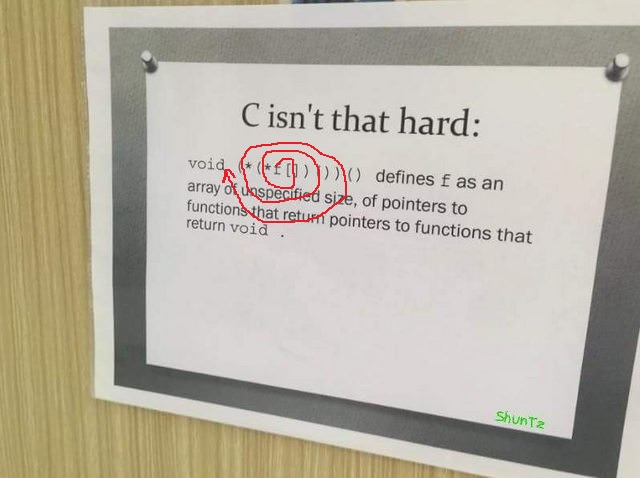 C isn't that hard:
void (*(*f[])())() defines f as an
array of unspecified size, of pointers to
functions that return pointers to functions that
return void .
ShunTz